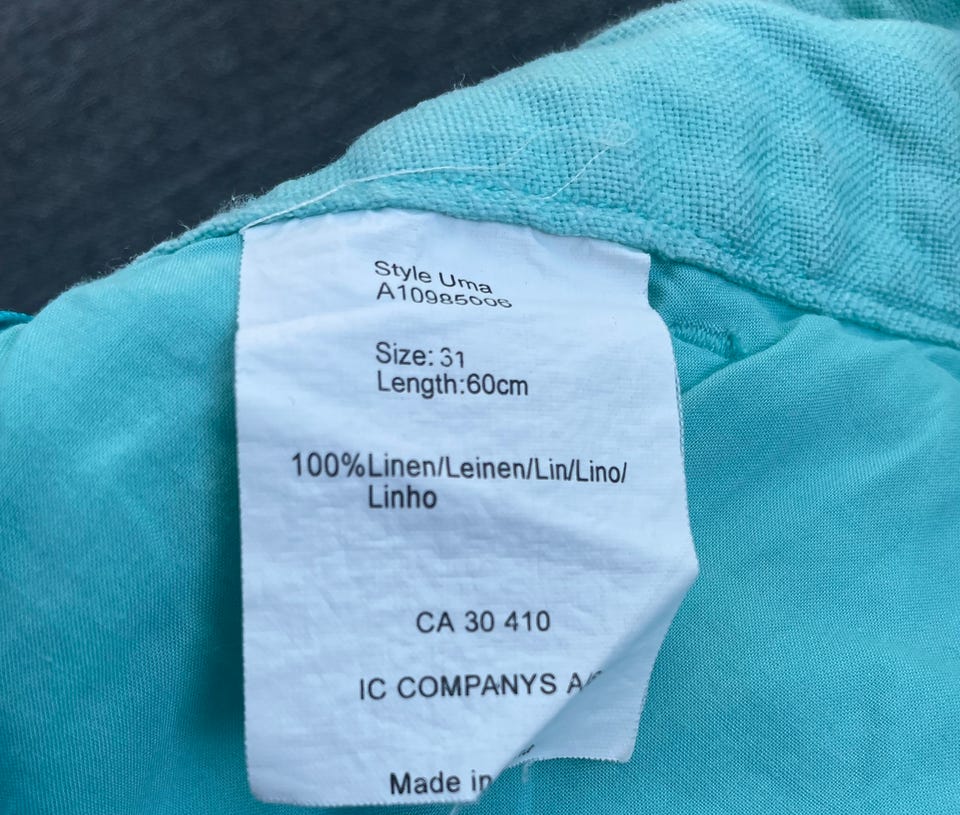 Style Uma
A10985006
Size: 31
Length:60cm
100%Linen/Leinen/Lin/Lino/
Linho
CA 30 410
IC COMPANYS
Made in